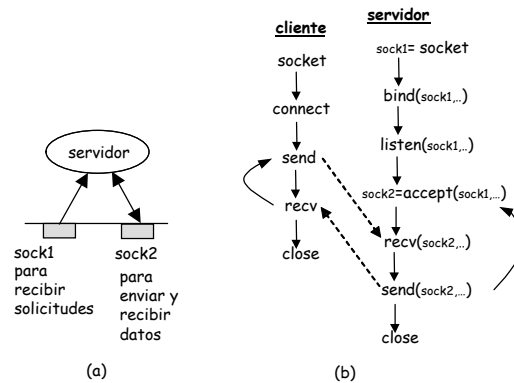 servidor
sock1
para
recibir
solicitudes
sock2
para
enviar y
recibir
datos
(a)
cliente
socket
connect
send
recv
close
servidor
sock1= socket
bind(sock1,..)
listen(sock1,..)
sock2=accept(sock1,...)
recv(sock2,..)
send(sock2,...)
close
(b)